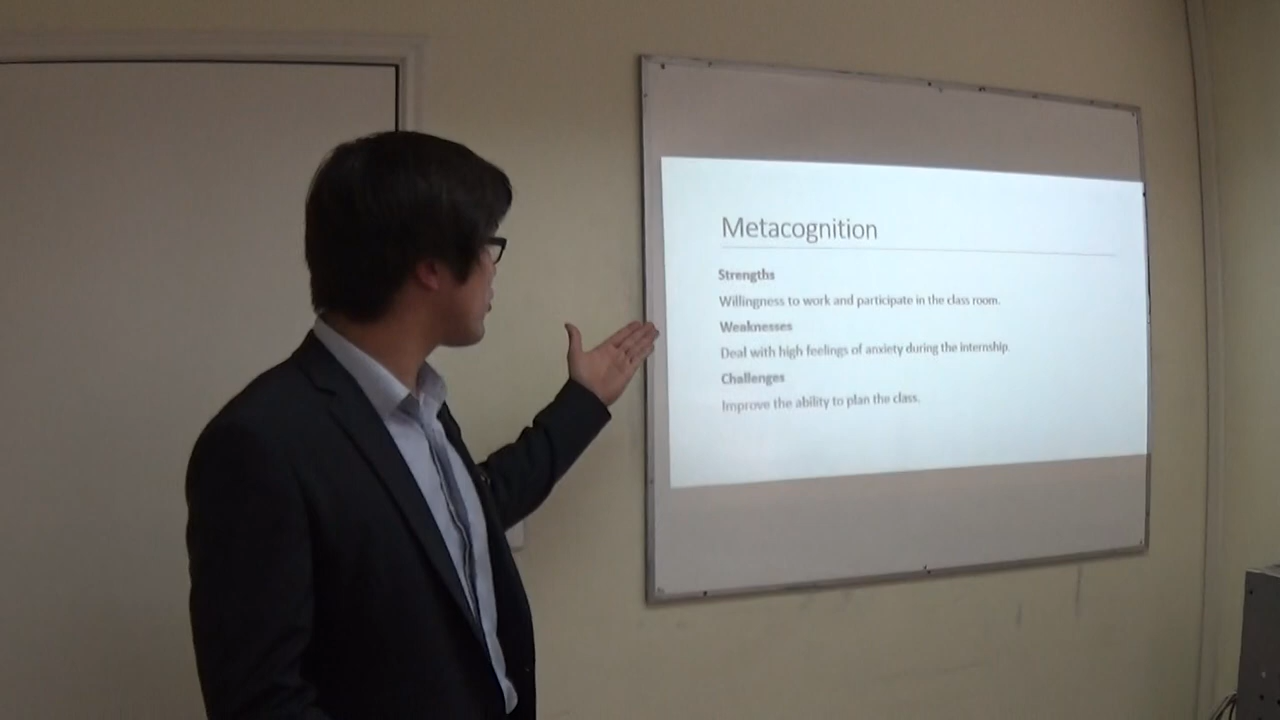 Metacognition
Strengths
Willingness to work and participate in the class room.
Weaknesses
Deal with high feelings of anxiety during the internship.
Challenges
Improve the ability to plan the class.